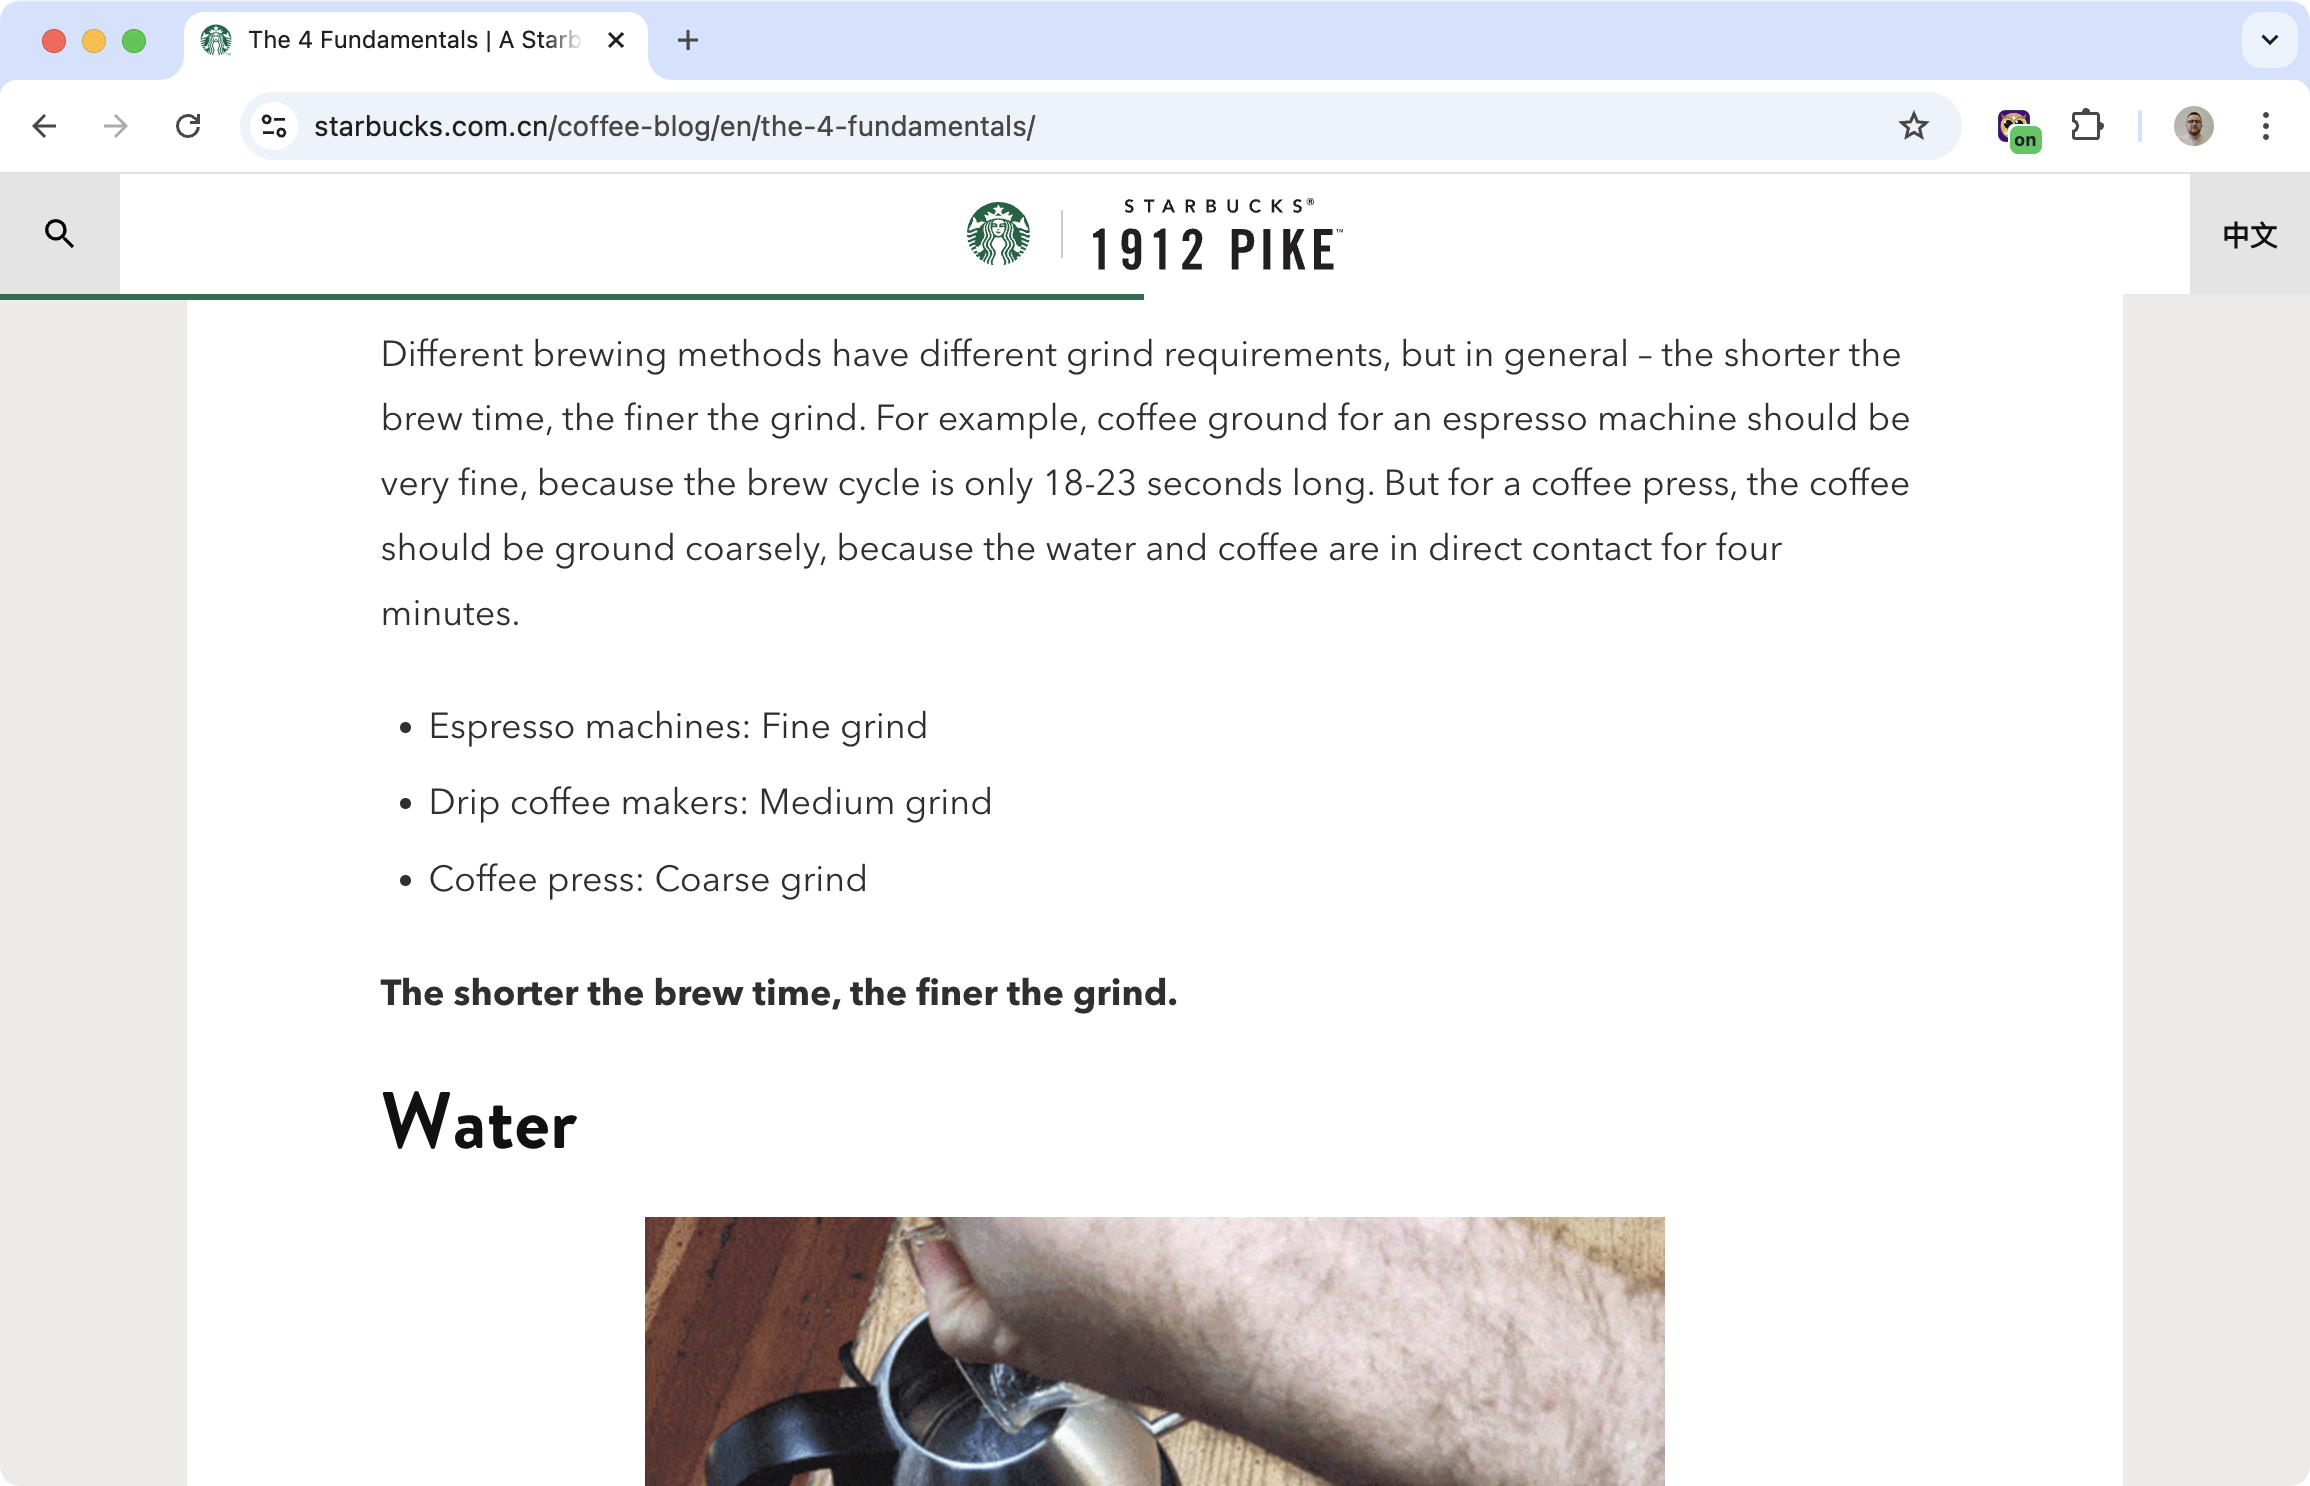 The 4 Fundamentals | A Starb
starbucks.com.cn/coffee-blog/en/the-4-fundamentals/
on
STARBUCKS®
1912 PIKE™
中文
Different brewing methods have different grind requirements, but in general – the shorter the
brew time, the finer the grind. For example, coffee ground for an espresso machine should be
very fine, because the brew cycle is only 18-23 seconds long. But for a coffee press, the coffee
should be ground coarsely, because the water and coffee are in direct contact for four
minutes.
• Espresso machines: Fine grind
• Drip coffee makers: Medium grind
• Coffee press: Coarse grind
The shorter the brew time, the finer the grind.
Water